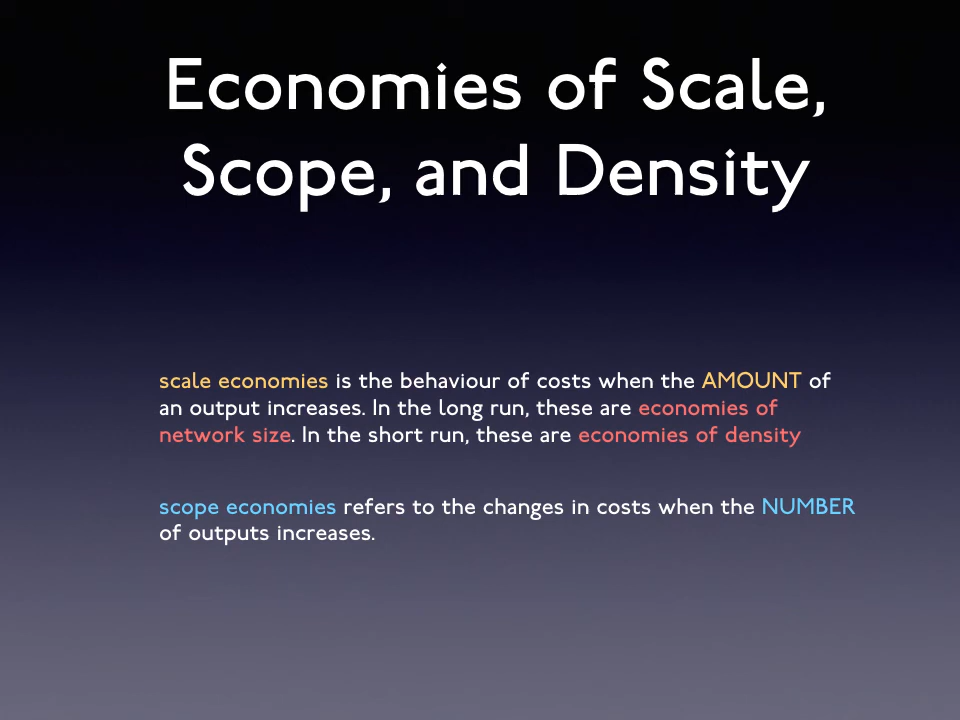 Economies of Scale,
Scope, and Density
scale economies is the behaviour of costs when the AMOUNT of
an output increases. In the long run, these are economies of
network size. In the short run, these are economies of density
scope economies refers to the changes in costs when the NUMBER
of outputs increases.